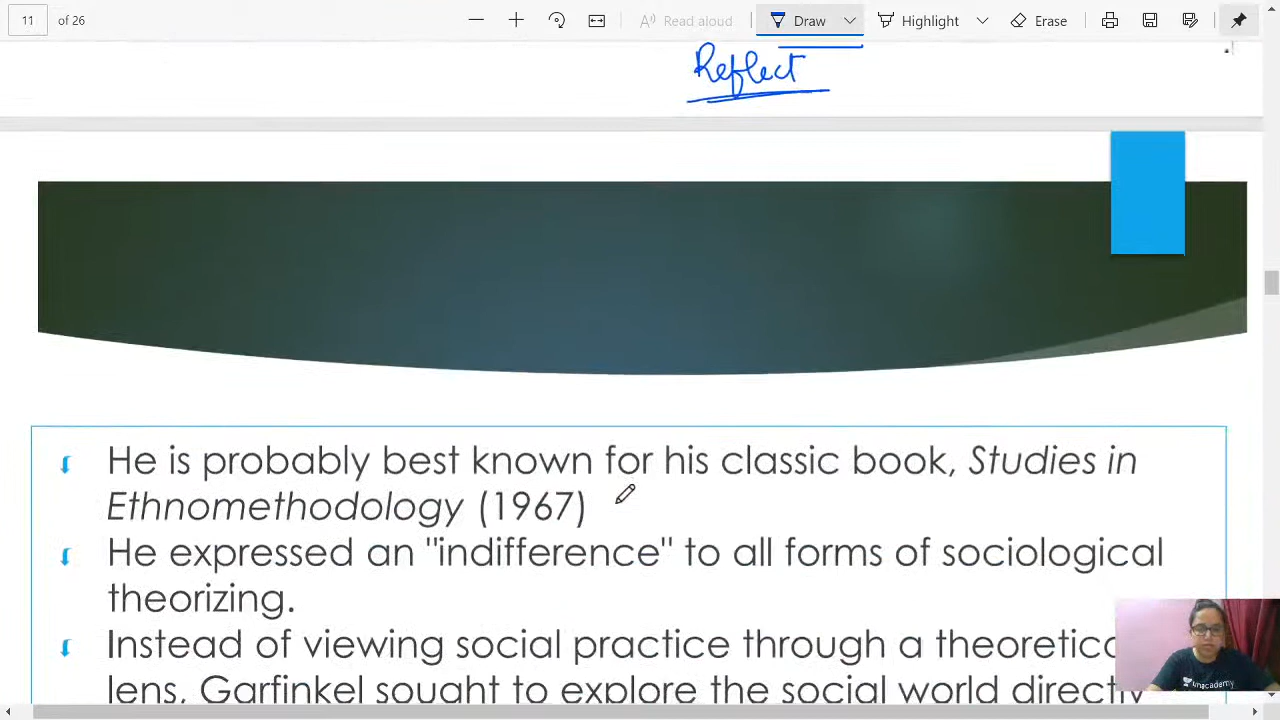 11 of 26 Read aloud Draw Highlight Erase
Reflect
He is probably best known for his classic book, Studies in
Ethnomethodology (1967)
He expressed an "indifference" to all forms of sociological
theorizing.
Instead of viewing social practice through a theoretica
lens, Garfinkel sought to explore the social world directly
unacademy